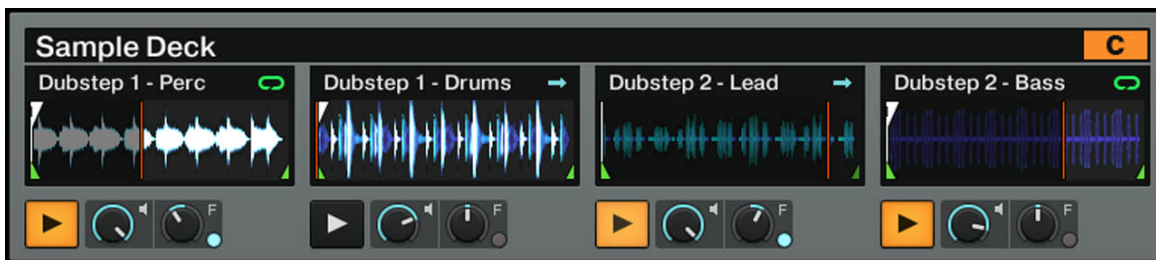 Sample Deck
C
Dubstep 1 - Perc
Dubstep 1 - Drums
Dubstep 2 - Lead
Dubstep 2 - Bass
F
F
F
F